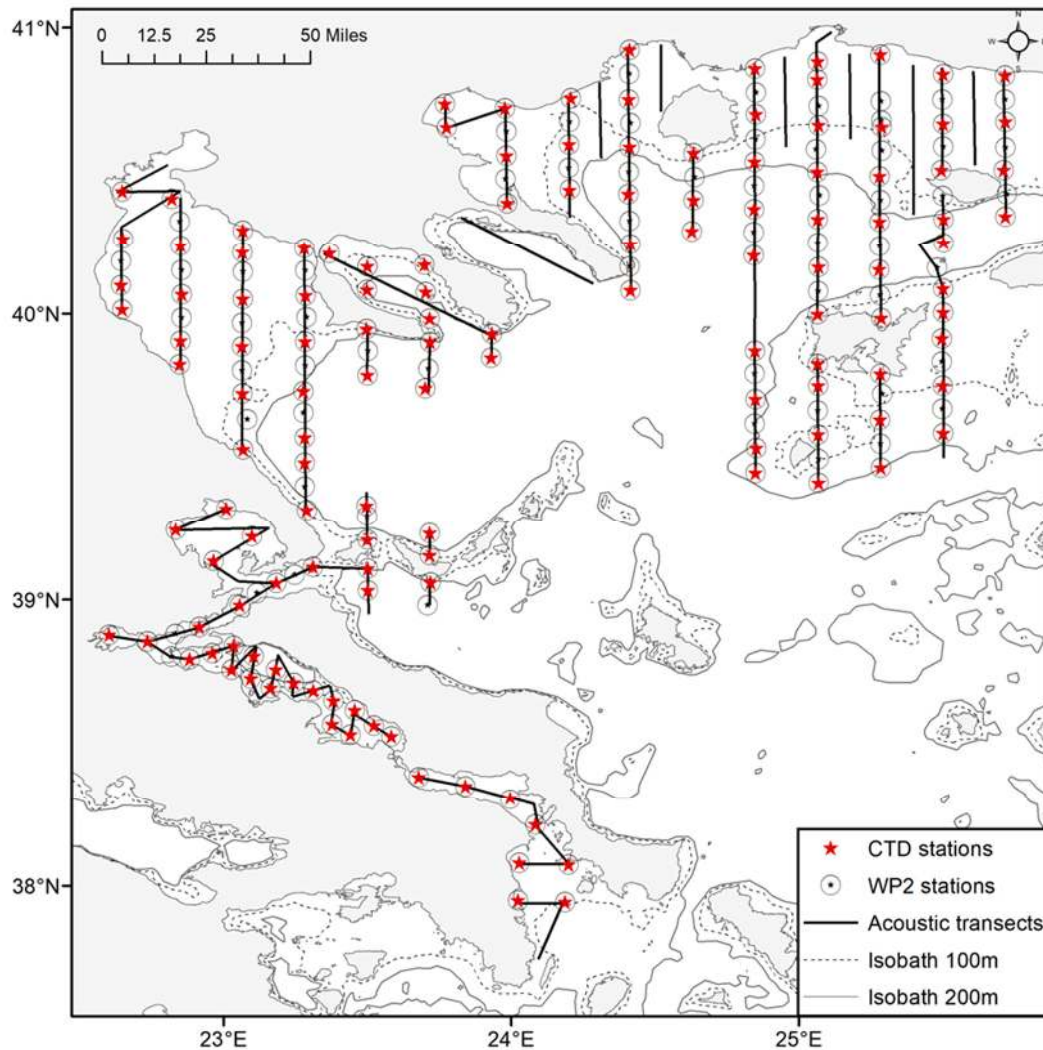 41°N
0 12.5 25 50 Miles
N
W
S
40°N
39°N
38°N
CTD stations
WP2 stations
Acoustic transects
Isobath 100m
Isobath 200m
23°E 24°E 25°E